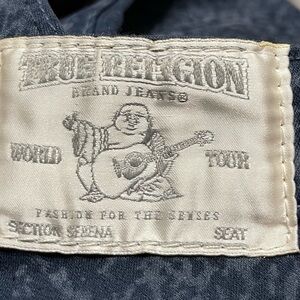 TRUE RELIGION
BRAND JEANS®
WORLD TOUR
FASHION FOR THE SENSES
SECTION SERENA SEAT